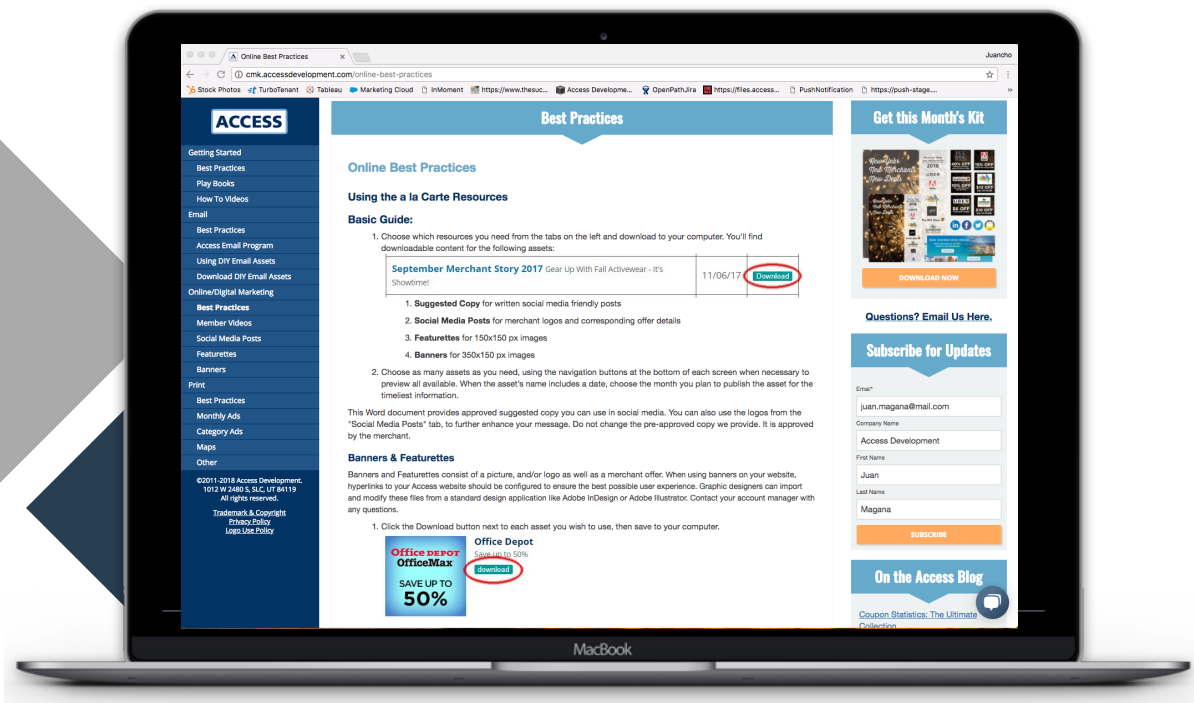 Online Best Practices
Juancho
cmk.accessdevelopment.com/online-best-practices
Stock Photos
TurboTenant
Tableau
Marketing Cloud
InMoment
https://www.thesuc...
Access Developme...
OpenPathJira
https://files.access...
PushNotification
https://push-stage....
»
ACCESS
Getting Started
Best Practices
Play Books
How To Videos
Email
Best Practices
Access Email Program
Using DIY Email Assets
Download DIY Email Assets
Online/Digital Marketing
Best Practices
Member Videos
Social Media Posts
Featurettes
Banners
Print
Best Practices
Monthly Ads
Category Ads
Maps
Other
©2011-2018 Access Development.
1012 W 2480 S, SLC, UT 84119
All rights reserved.
Trademark & Copyright
Privacy Policy
Logo Use Policy
Best Practices
Online Best Practices
Using the a la Carte Resources
Basic Guide:
1. Choose which resources you need from the tabs on the left and download to your computer. You'll find
downloadable content for the following assets:
September Merchant Story 2017 Gear Up With Fall Activewear - It's
Showtime!
11/06/17
Download
1. Suggested Copy for written social media friendly posts
2. Social Media Posts for merchant logos and corresponding offer details
3. Featurettes for 150x150 px images
4. Banners for 350x150 px images
2. Choose as many assets as you need, using the navigation buttons at the bottom of each screen when necessary to
preview all available. When the asset's name includes a date, choose the month you plan to publish the asset for the
timeliest information.
This Word document provides approved suggested copy you can use in social media. You can also use the logos from the
"Social Media Posts" tab, to further enhance your message. Do not change the pre-approved copy we provide. It is approved
by the merchant.
Banners & Featurettes
Banners and Featurettes consist of a picture, and/or logo as well as a merchant offer. When using banners on your website,
hyperlinks to your Access website should be configured to ensure the best possible user experience. Graphic designers can import
and modify these files from a standard design application like Adobe InDesign or Adobe Illustrator. Contact your account manager with
any questions.
1. Click the Download button next to each asset you wish to use, then save to your computer.
Office DEPOT
OfficeMax
SAVE UP TO
50%
Office Depot
Save up to 50%
download
Get this Month's Kit
New Year
New Merchants
New Deals
2018
UBER
DOWNLOAD NOW
Questions? Email Us Here.
Subscribe for Updates
Email*
juan.magana@mail.com
Company Name
Access Development
First Name
Juan
Last Name
Magana
SUBSCRIBE
On the Access Blog
Coupon Statistics: The Ultimate
Collection
MacBook